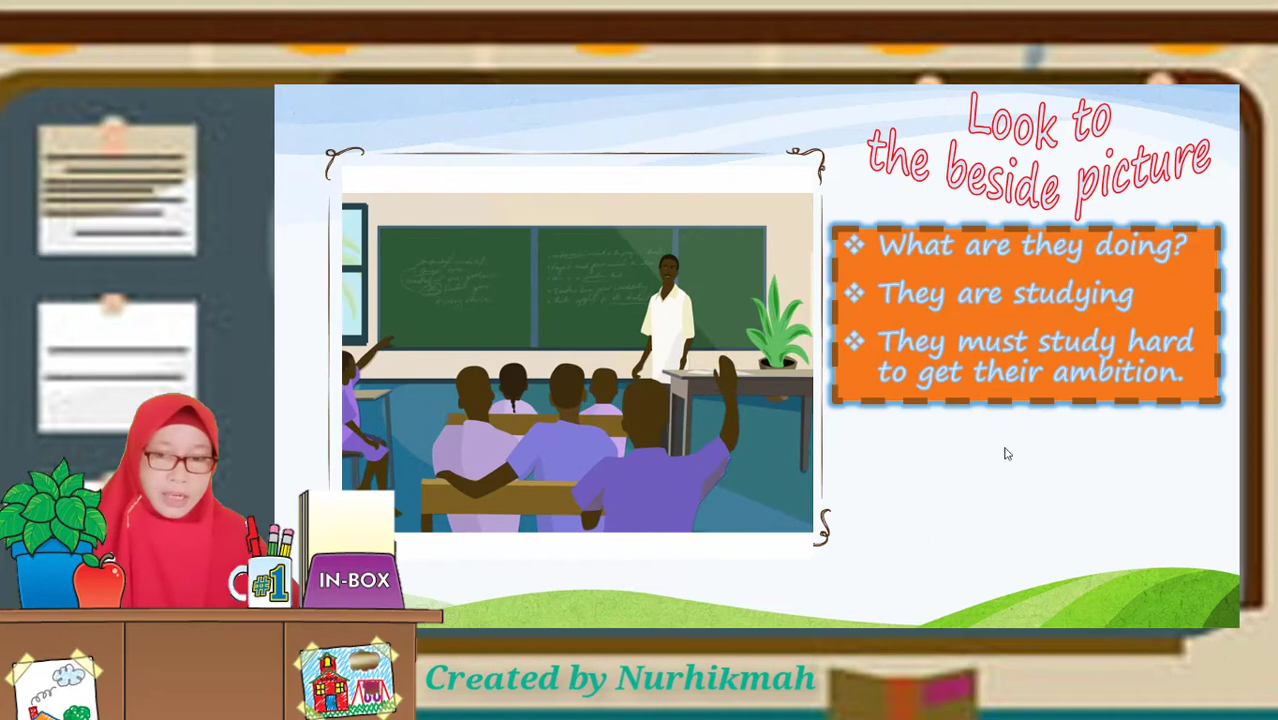 Look to
the beside picture
What are they doing?
They are studying
They must study hard
to get their ambition.
#1
IN-BOX
Created by Nurhikmah